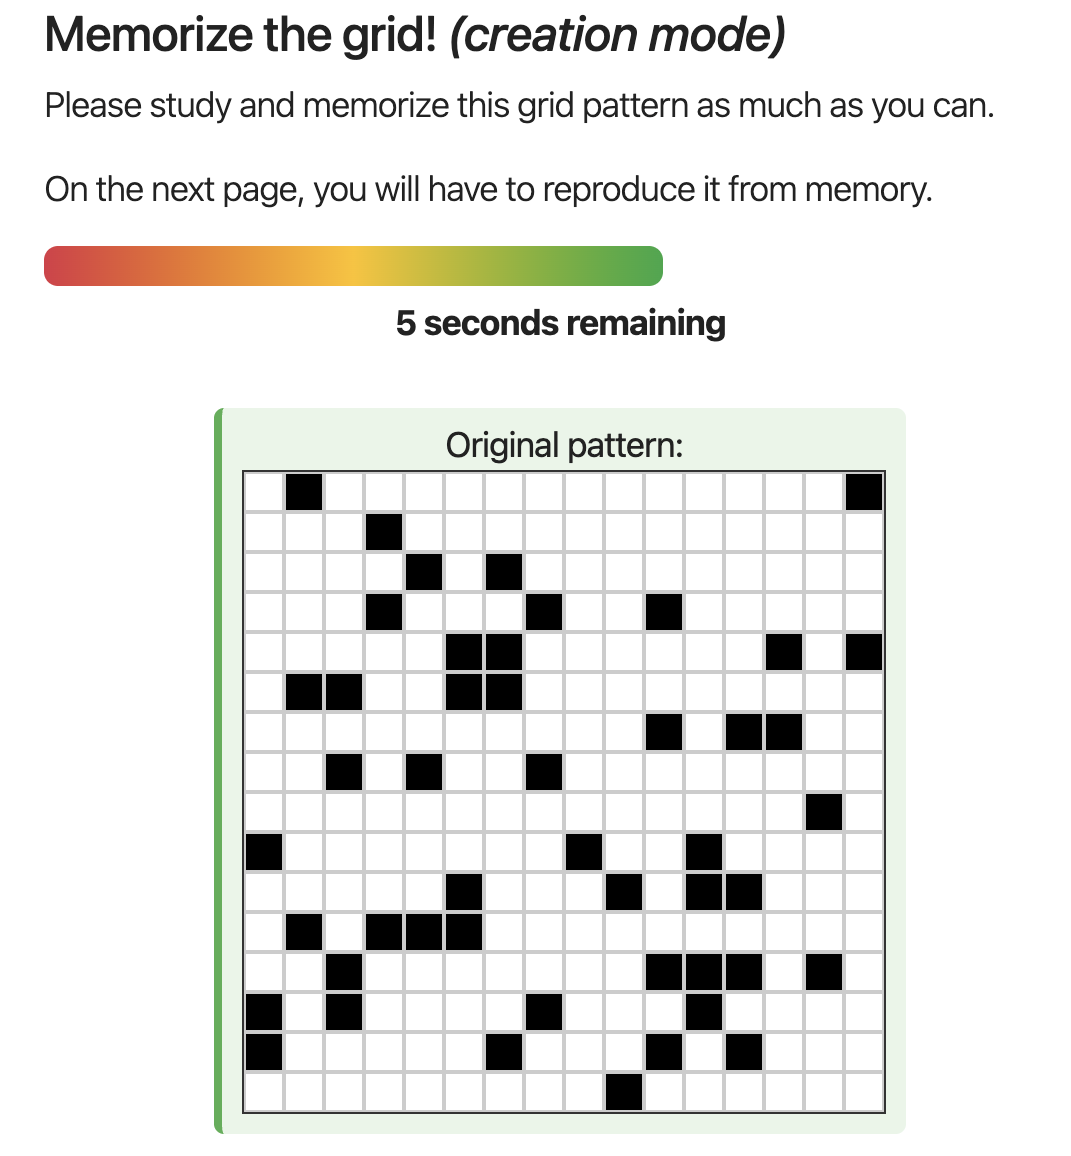 Memorize the grid! (creation mode)
Please study and memorize this grid pattern as much as you can.
On the next page, you will have to reproduce it from memory.
5 seconds remaining
Original pattern: